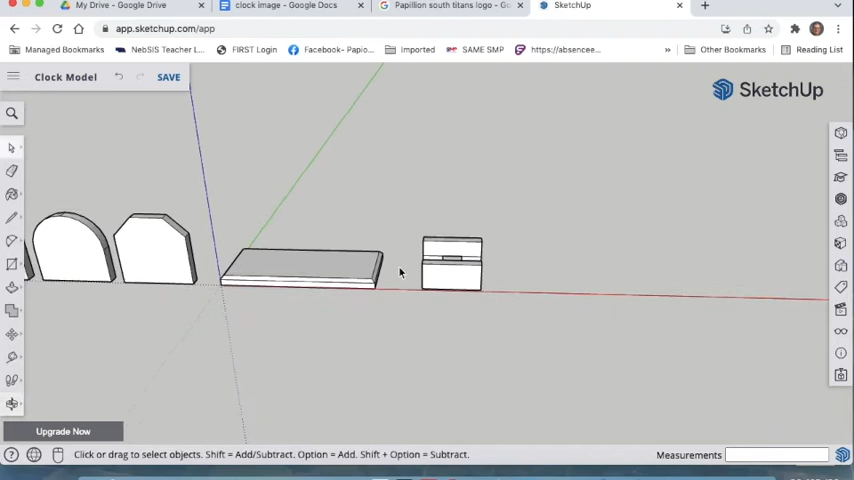 My Drive - Google Drive
clock image - Google Docs
Papillion south titans logo - Go
SketchUp
app.sketchup.com/app
Managed Bookmarks
NebSIS Teacher L...
FIRST Login
Facebook- Papio...
Imported
SAME SMP
https://absencee...
»
Other Bookmarks
Reading List
Clock Model
SAVE
SketchUp
Upgrade Now
Click or drag to select objects. Shift = Add/Subtract. Option = Add. Shift + Option = Subtract.
Measurements